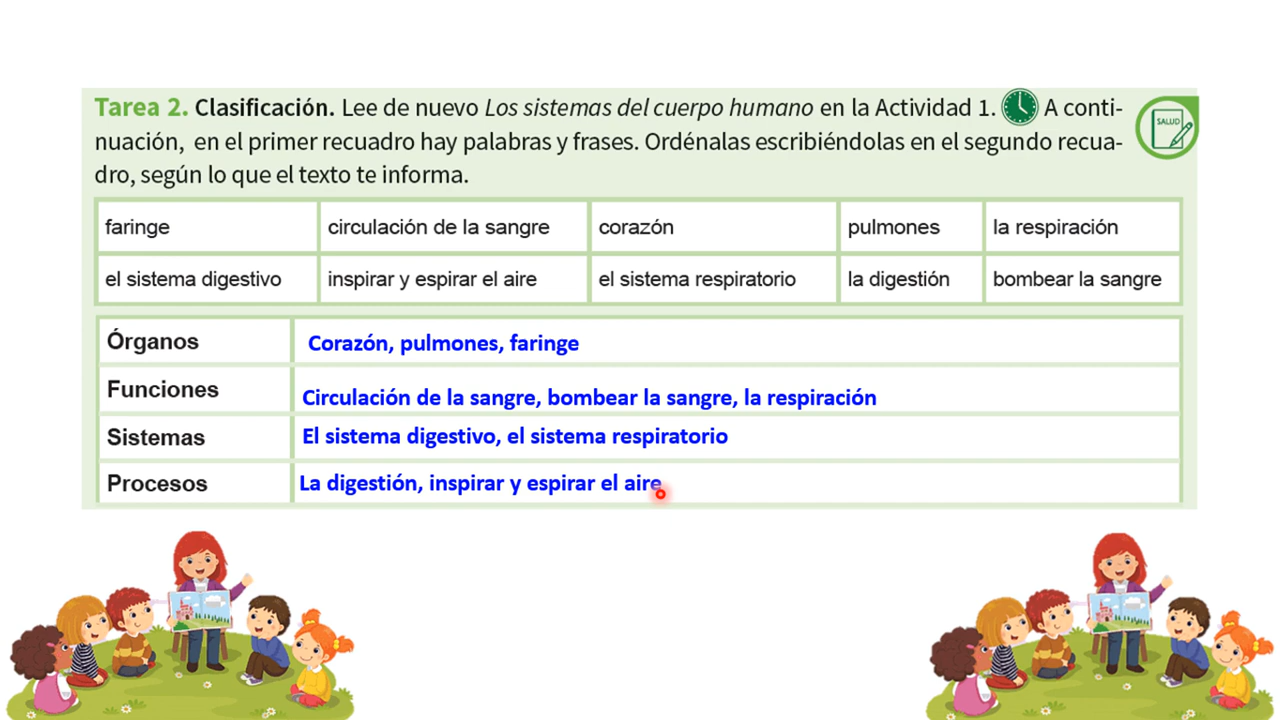 Tarea 2. Clasificación. Lee de nuevo Los sistemas del cuerpo humano en la Actividad 1. A conti-
nuación, en el primer recuadro hay palabras y frases. Ordénalas escribiéndolas en el segundo recua-
dro, según lo que el texto te informa.
SALUD
faringe circulación de la sangre corazón pulmones la respiración
el sistema digestivo inspirar y espirar el aire el sistema respiratorio la digestión bombear la sangre
Órganos Corazón, pulmones, faringe
Funciones Circulación de la sangre, bombear la sangre, la respiración
Sistemas El sistema digestivo, el sistema respiratorio
Procesos La digestión, inspirar y espirar el aire